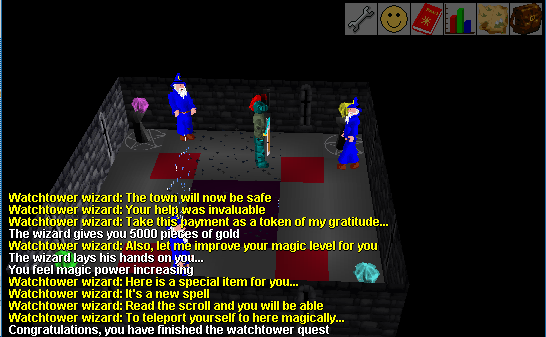 Watchtower wizard: The town will now be safe
Watchtower wizard: Your help was invaluable
Watchtower wizard: Take this payment as a token of my gratitude...
The wizard gives you 5000 pieces of gold
Watchtower wizard: Also, let me improve your magic level for you
The wizard lays his hands on you...
You feel magic power increasing
Watchtower wizard: Here is a special item for you...
Watchtower wizard: It's a new spell
Watchtower wizard: Read the scroll and you will be able
Watchtower wizard: To teleport yourself to here magically...
Congratulations, you have finished the watchtower quest